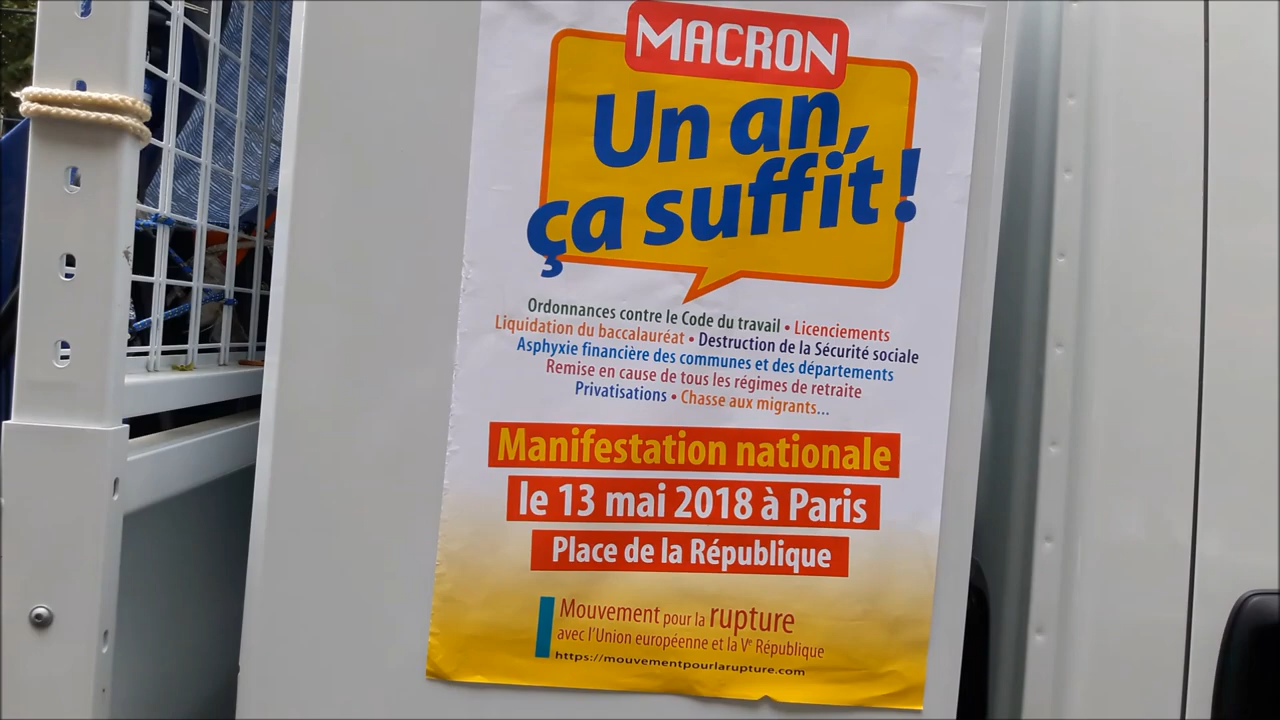 MACRON
Un an,
ça suffit !
Ordonnances contre le Code du travail • Licenciements
Liquidation du baccalauréat • Destruction de la Sécurité sociale
Asphyxie financière des communes et des départements
Remise en cause de tous les régimes de retraite
Privatisations • Chasse aux migrants...
Manifestation nationale
le 13 mai 2018 à Paris
Place de la République
Mouvement pour la rupture
avec l'Union européenne et la Ve République
https://mouvementpourlarupture.com